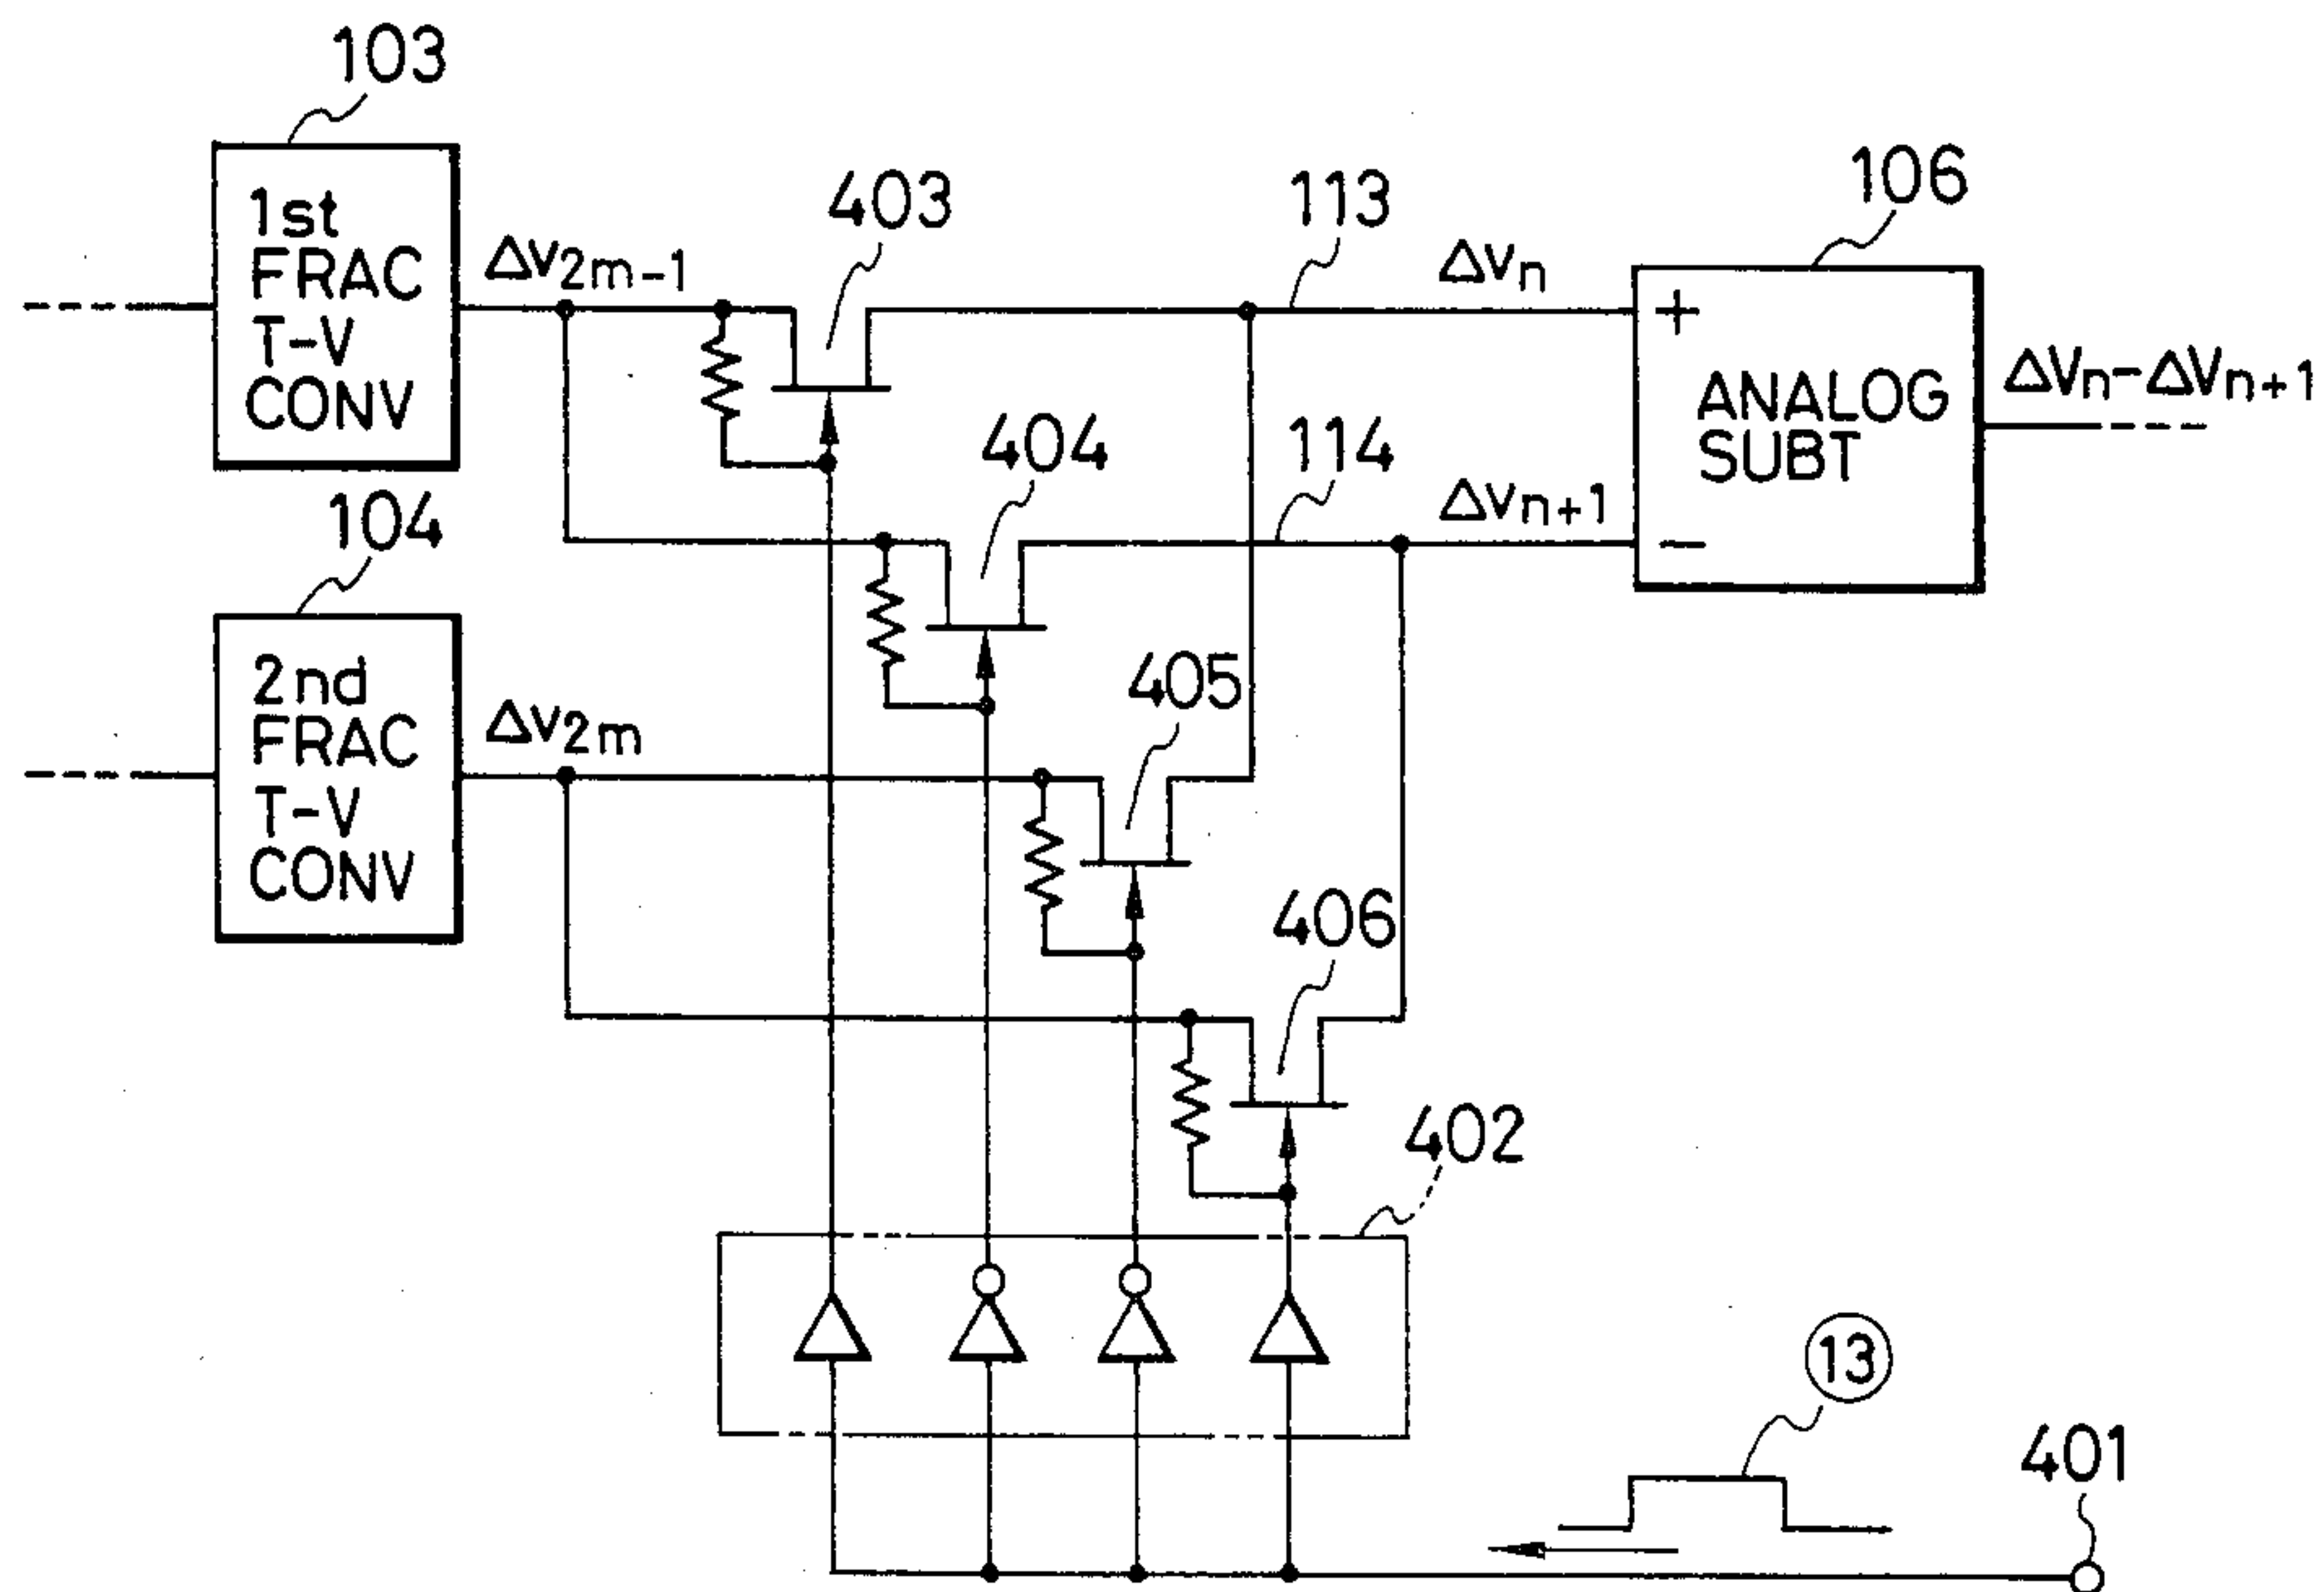 103
1st
FRAC
T-V
CONV
ΔV2m-1
403
113
ΔVn
106
+
ANALOG
SUBT
−
ΔVn-ΔVn+1
404
114
ΔVn+1
104
2nd
FRAC
T-V
CONV
ΔV2m
405
406
402
13
401